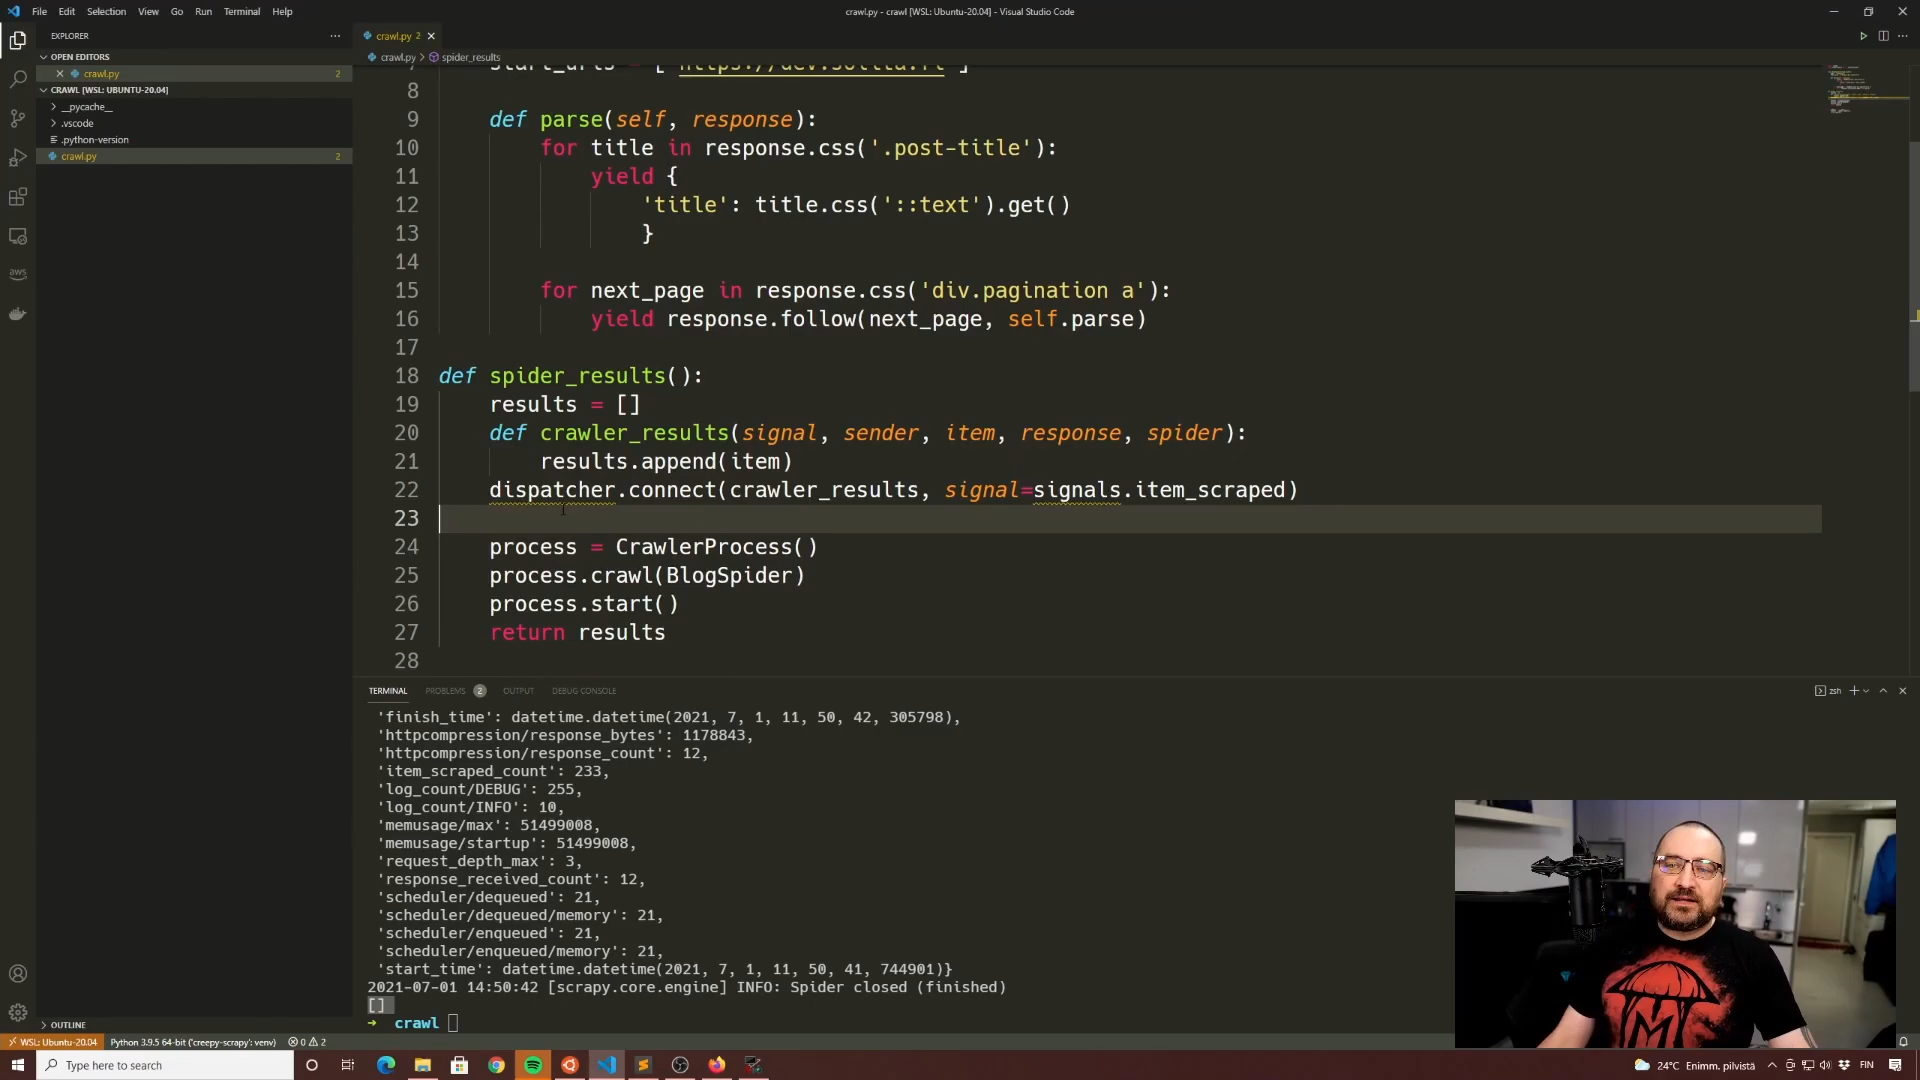 File Edit Selection View Go Run Terminal Help
crawl.py - crawl [WSL: Ubuntu-20.04] - Visual Studio Code
EXPLORER
crawl.py 2
OPEN EDITORS
crawl.py > spider_results
crawl.py 2
CRAWL [WSL: UBUNTU-20.04]
__pycache__
.vscode
.python-version
crawl.py 2
8
9 def parse(self, response):
10 for title in response.css('.post-title'):
11 yield {
12 'title': title.css('::text').get()
13 }
14
15 for next_page in response.css('div.pagination a'):
16 yield response.follow(next_page, self.parse)
17
18 def spider_results():
19 results = []
20 def crawler_results(signal, sender, item, response, spider):
21 results.append(item)
22 dispatcher.connect(crawler_results, signal=signals.item_scraped)
23
24 process = CrawlerProcess()
25 process.crawl(BlogSpider)
26 process.start()
27 return results
28
TERMINAL PROBLEMS 2 OUTPUT DEBUG CONSOLE
zsh
'finish_time': datetime.datetime(2021, 7, 1, 11, 50, 42, 305798),
'httpcompression/response_bytes': 1178843,
'httpcompression/response_count': 12,
'item_scraped_count': 233,
'log_count/DEBUG': 255,
'log_count/INFO': 10,
'memusage/max': 51499008,
'memusage/startup': 51499008,
'request_depth_max': 3,
'response_received_count': 12,
'scheduler/dequeued': 21,
'scheduler/dequeued/memory': 21,
'scheduler/enqueued': 21,
'scheduler/enqueued/memory': 21,
'start_time': datetime.datetime(2021, 7, 1, 11, 50, 41, 744901)}
2021-07-01 14:50:42 [scrapy.core.engine] INFO: Spider closed (finished)
[]
→ crawl
aws
OUTLINE
WSL: Ubuntu-20.04 Python 3.9.5 64-bit ('creepy-scrapy': venv) 0 2
Type here to search
24°C Enimm. pilvistä
FIN